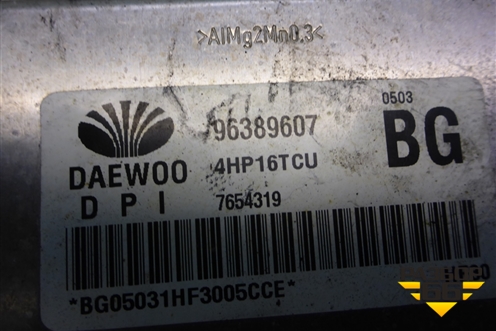 >AlMg2Mn0.3<
0503
96389607
BG
DAEWOO
4HP16TCU
D P I
7654319
*BG05031HF3005CCE*